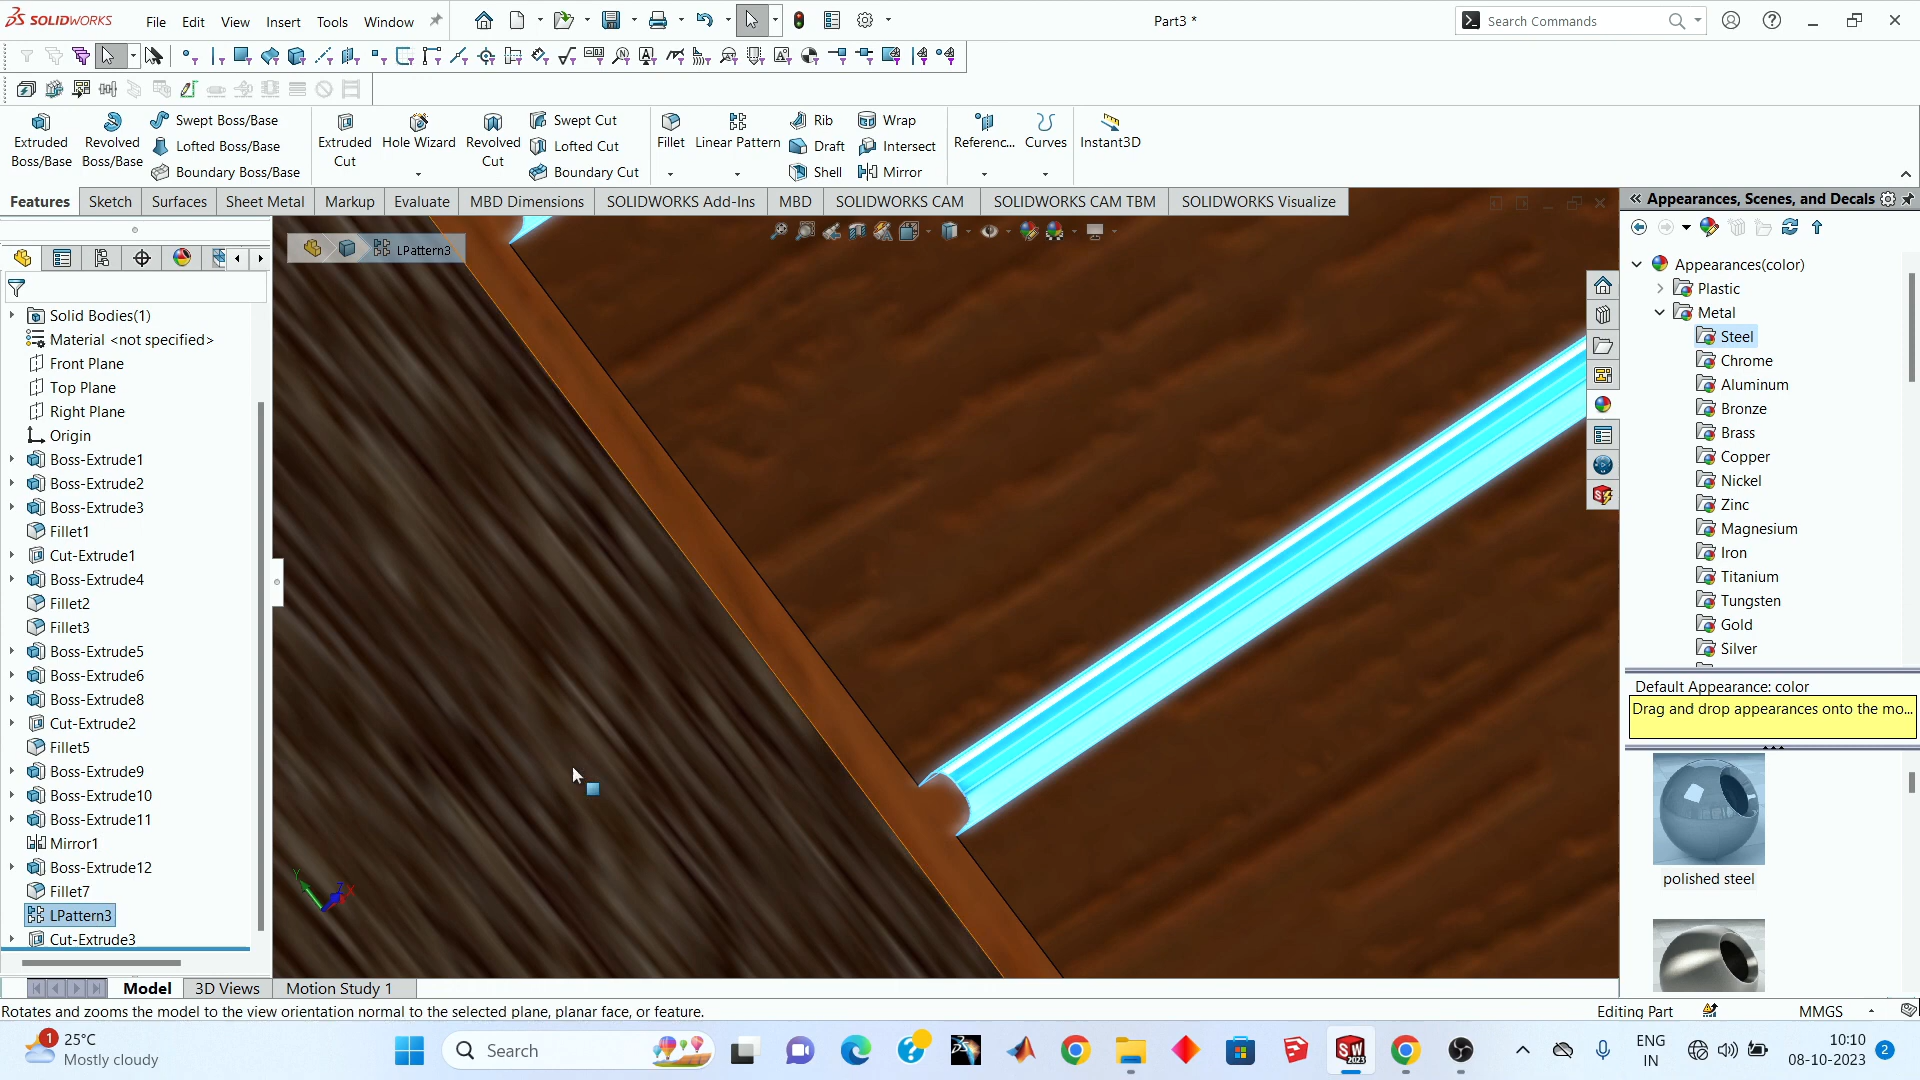 SOLIDWORKS File Edit View Insert Tools Window Part3 * Search Commands
Extruded Boss/Base Revolved Boss/Base Swept Boss/Base Lofted Boss/Base Boundary Boss/Base Extruded Cut Hole Wizard Revolved Cut Swept Cut Lofted Cut Boundary Cut Fillet Linear Pattern Rib Draft Shell Wrap Intersect Mirror Referenc... Curves Instant3D
Features Sketch Surfaces Sheet Metal Markup Evaluate MBD Dimensions SOLIDWORKS Add-Ins MBD SOLIDWORKS CAM SOLIDWORKS CAM TBM SOLIDWORKS Visualize
LPattern3
Solid Bodies(1)
Material <not specified>
Front Plane
Top Plane
Right Plane
Origin
Boss-Extrude1
Boss-Extrude2
Boss-Extrude3
Fillet1
Cut-Extrude1
Boss-Extrude4
Fillet2
Fillet3
Boss-Extrude5
Boss-Extrude6
Boss-Extrude8
Cut-Extrude2
Fillet5
Boss-Extrude9
Boss-Extrude10
Boss-Extrude11
Mirror1
Boss-Extrude12
Fillet7
LPattern3
Cut-Extrude3
Y Z X
Appearances, Scenes, and Decals
Appearances(color)
Plastic
Metal
Steel
Chrome
Aluminum
Bronze
Brass
Copper
Nickel
Zinc
Magnesium
Iron
Titanium
Tungsten
Gold
Silver
Default Appearance: color
Drag and drop appearances onto the mo...
polished steel
Model 3D Views Motion Study 1
Rotates and zooms the model to the view orientation normal to the selected plane, planar face, or feature. Editing Part MMGS
1 25°C
Mostly cloudy
Search
SW 2023
ENG
IN
10:10
08-10-2023
2